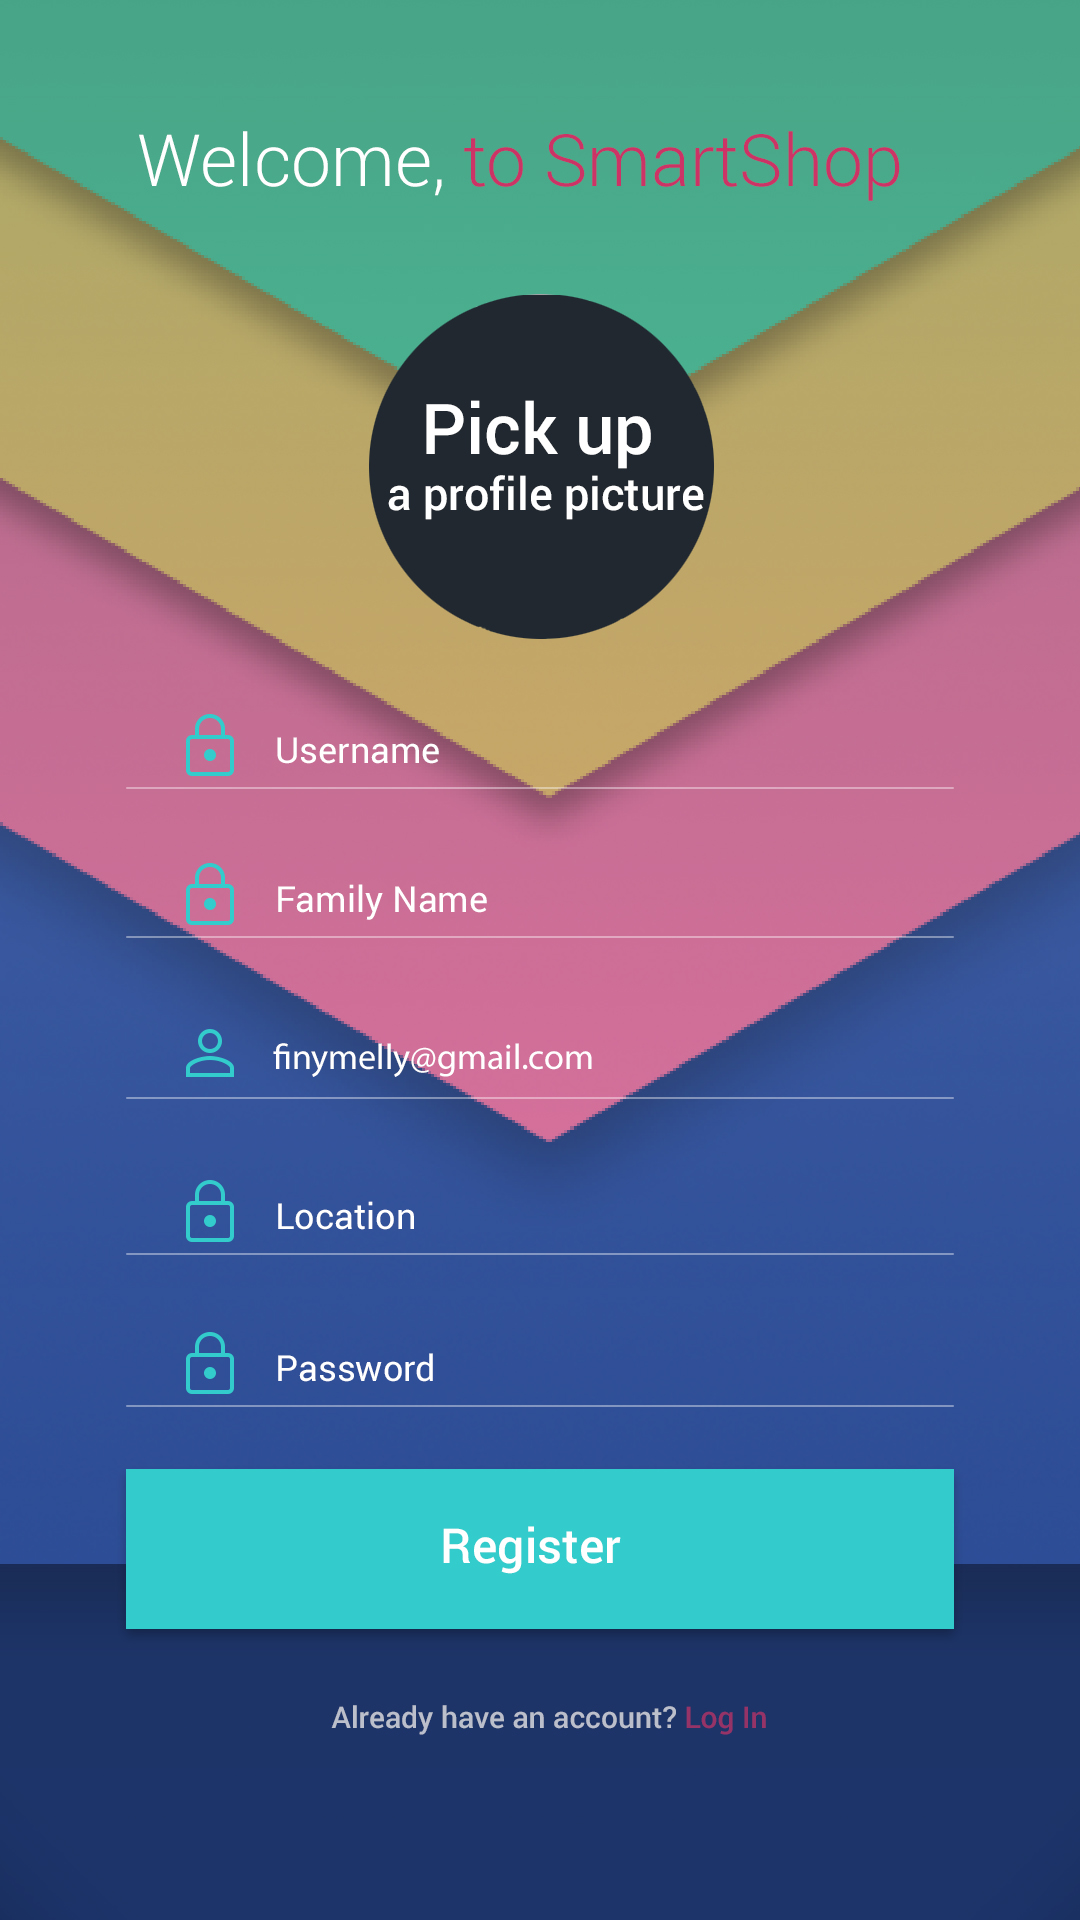 Welcome, to SmartShop
Pick up
a profile picture
Username
Family Name
finymelly@gmail.com
Location
Password
Register
Already have an account? Log In